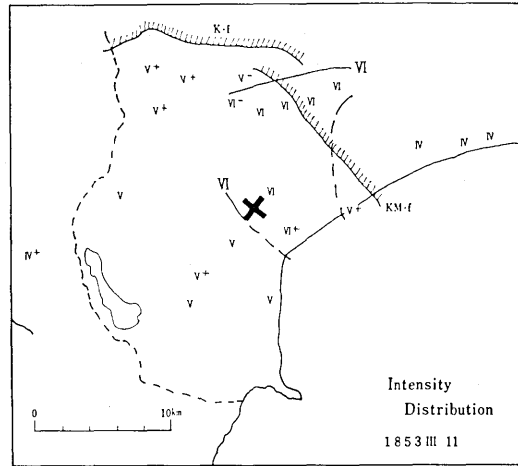 K-f
V+
V+
V-
VI
VI
VI-
VI
VI
VI
V+
IV
IV
IV
V
VI
VI
V+
KM-f
VI+
V
IV+
V+
V
V
0
10km
Intensity
Distribution
1853 III 11